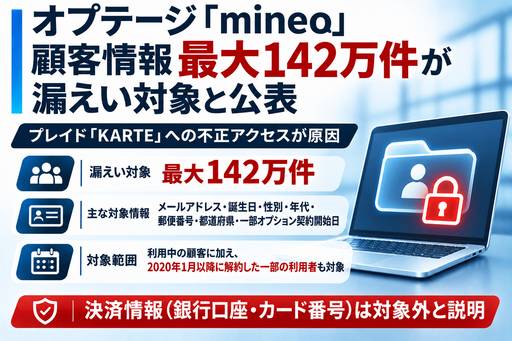 オプテージ「mineo」
顧客情報 最大142万件が
漏えい対象と公表
プレイド「KARTE」への不正アクセスが原因
漏えい対象 最大142万件
主な対象情報 メールアドレス・誕生日・性別・年代・
郵便番号・都道府県・一部オプション契約開始日
対象範囲 利用中の顧客に加え、
2020年1月以降に解約した一部の利用者も対象
決済情報（銀行口座・カード番号）は対象外と説明